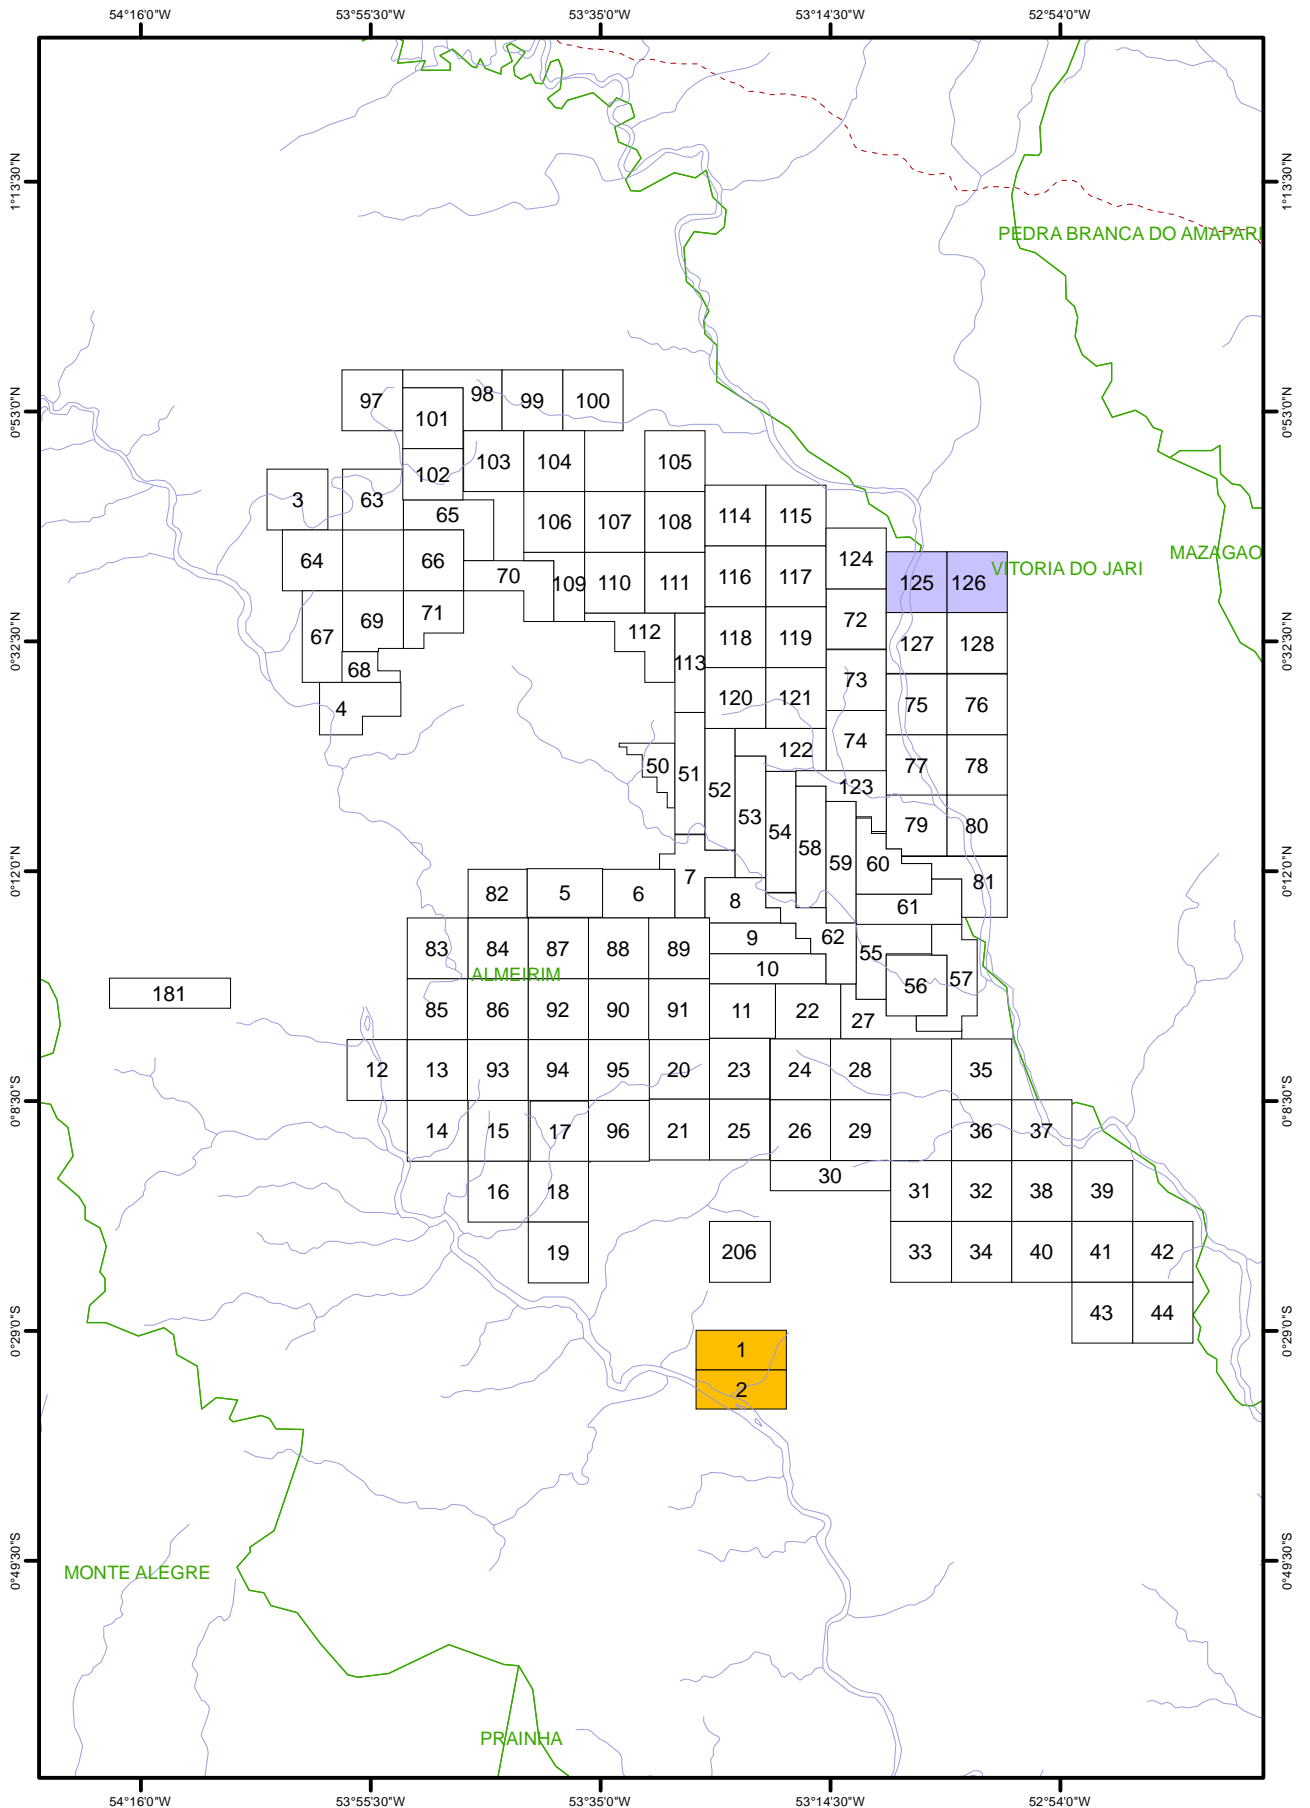 54°16'0"W 53°55'30"W 53°35'0"W 53°14'30"W 52°54'0"W
1°13'30"N 1°13'30"N
PEDRA BRANCA DO AMAPARI
0°53'0"N 0°53'0"N
97 98 99 100
101
102 103 104 105
3 63 65 106 107 108 114 115
64 66 70 109 110 111 116 117 124 125 126
VITORIA DO JARI
MAZAGAO
67 69 71 112 118 119 72 127 128
0°32'30"N 0°32'30"N
68 113 73
4 120 121 75 76
50 51 52 122 74 77 78
53 54 58 59 123 79 80
60
0°12'0"N 0°12'0"N
82 5 6 7 8 61 81
83 84 87 88 89 9 62 55
ALMEIRIM
10 56 57
181
85 86 92 90 91 11 22 27
12 13 93 94 95 20 23 24 28 35
0°8'30"S 0°8'30"S
14 15 17 96 21 25 26 29 36 37
16 18 30 31 32 38 39
19 206 33 34 40 41 42
43 44
0°29'0"S 0°29'0"S
1
2
0°49'30"S 0°49'30"S
MONTE ALEGRE
PRAINHA
54°16'0"W 53°55'30"W 53°35'0"W 53°14'30"W 52°54'0"W